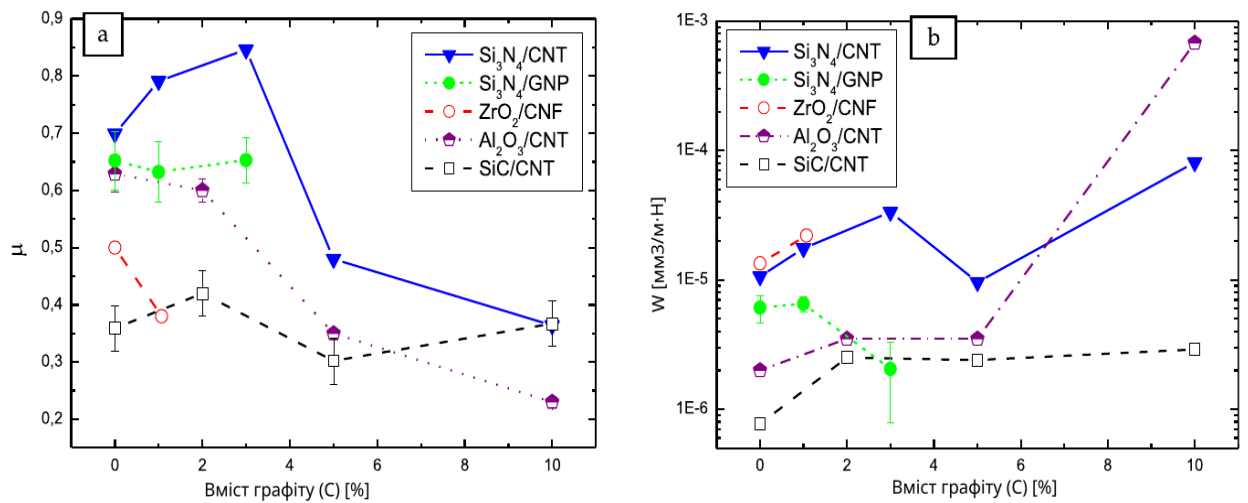 a
0,9
0,8
0,7
0,6
0,5
0,4
0,3
0,2
μ
0 2 4 6 8 10
Вміст графіту (C) [%]
Si₃N₄/CNT
Si₃N₄/GNP
ZrO₂/CNF
Al₂O₃/CNT
SiC/CNT
b
1E-3
1E-4
1E-5
1E-6
W [мм3/м·Н]
0 2 4 6 8 10
Вміст графіту (C) [%]
Si₃N₄/CNT
Si₃N₄/GNP
ZrO₂/CNF
Al₂O₃/CNT
SiC/CNT